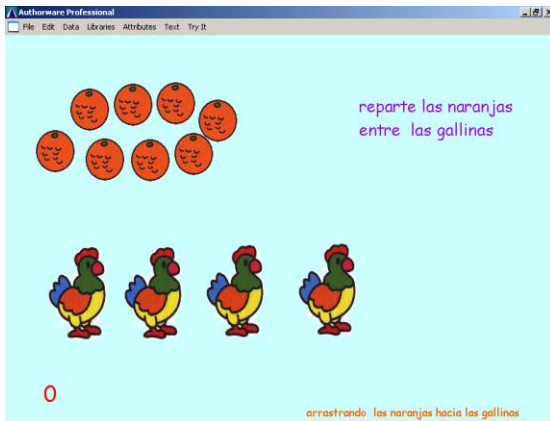 Authorware Professional
File Edit Data Libraries Attributes Text Try It
reparte las naranjas
entre las gallinas
0
arrastrando las naranjas hacia las gallinas